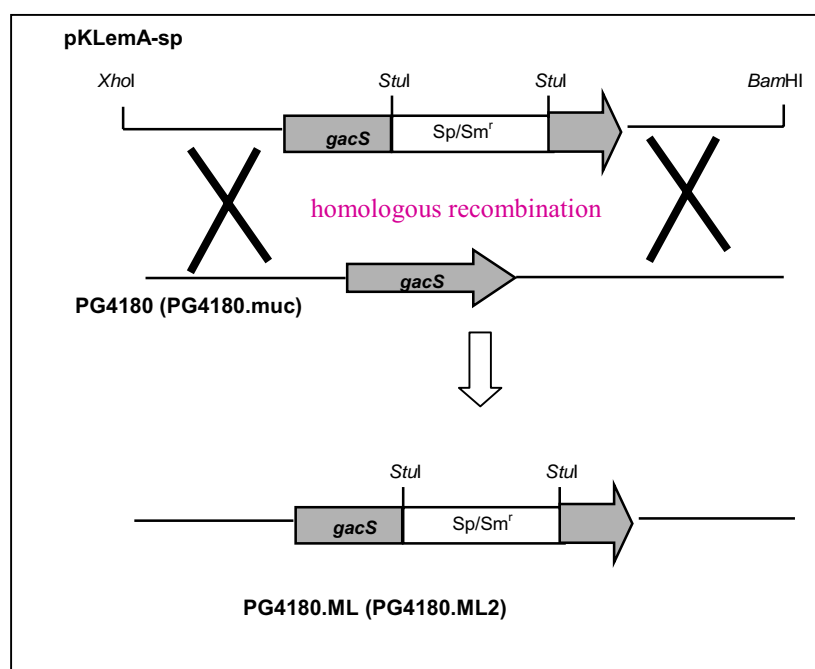 pKLemA-sp
XhoI StuI StuI BamHI
gacS Sp/Smʳ
homologous recombination
gacS
PG4180 (PG4180.muc)
StuI StuI
gacS Sp/Smʳ
PG4180.ML (PG4180.ML2)